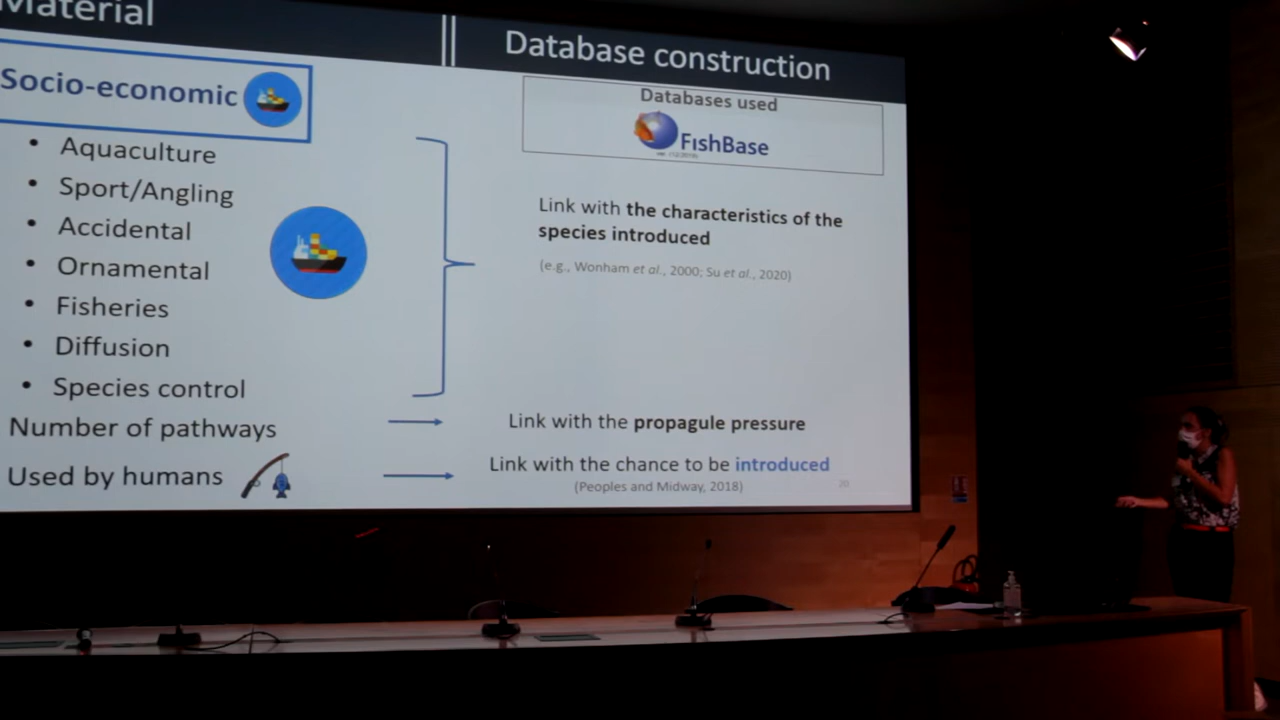 Material
Database construction
Socio-economic
• Aquaculture
• Sport/Angling
• Accidental
• Ornamental
• Fisheries
• Diffusion
• Species control
Number of pathways
Used by humans
Databases used
FishBase
Link with the characteristics of the
species introduced
(e.g., Wonham et al., 2000; Su et al., 2020)
Link with the propagule pressure
Link with the chance to be introduced
(Peoples and Midway, 2018)
20